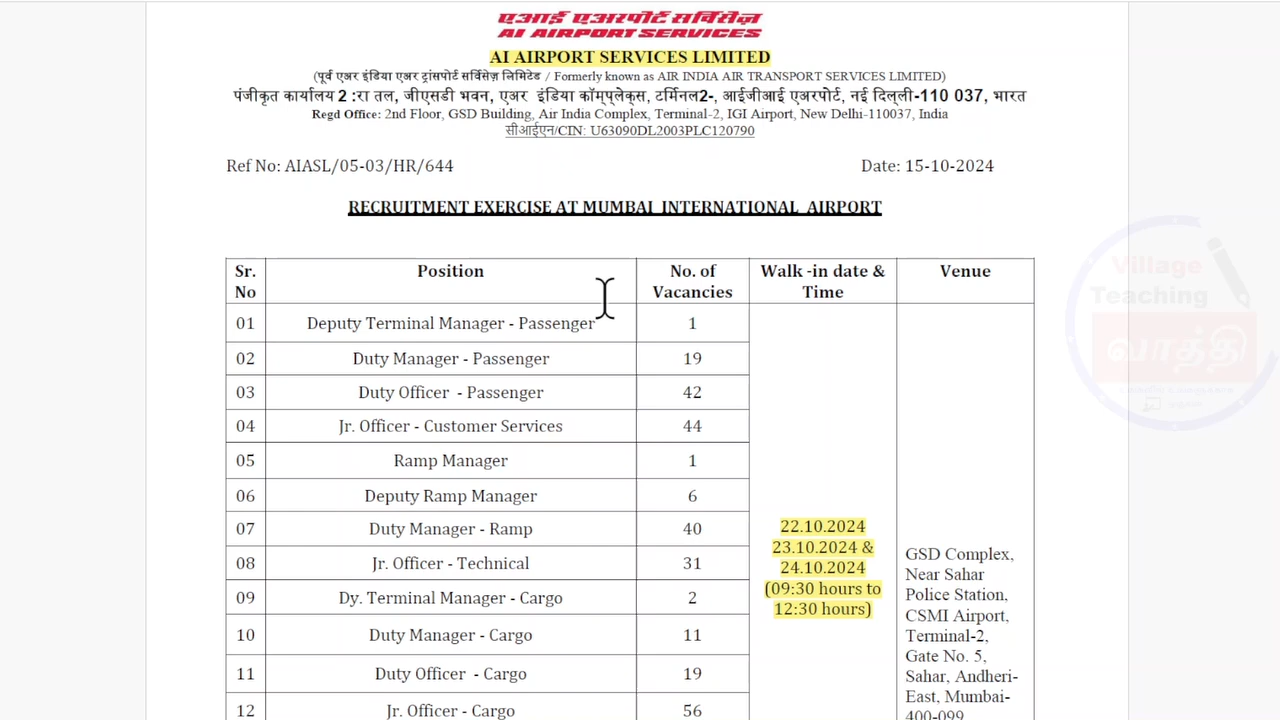 एआई एअरपोर्ट सर्विसेज़
AI AIRPORT SERVICES
AI AIRPORT SERVICES LIMITED
(पूर्व एअर इंडिया एअर ट्रांसपोर्ट सर्विसेज़ लिमिटेड / Formerly known as AIR INDIA AIR TRANSPORT SERVICES LIMITED)
पंजीकृत कार्यालय 2 :रा तल, जीएसडी भवन, एअर इंडिया कॉम्प्लेक्स, टर्मिनल2-, आईजीआई एअरपोर्ट, नई दिल्ली-110 037, भारत
Regd Office: 2nd Floor, GSD Building, Air India Complex, Terminal-2, IGI Airport, New Delhi-110037, India
सीआईएन/CIN: U63090DL2003PLC120790
Ref No: AIASL/05-03/HR/644 Date: 15-10-2024
RECRUITMENT EXERCISE AT MUMBAI INTERNATIONAL AIRPORT
Sr. No Position No. of Vacancies Walk -in date & Time Venue
01 Deputy Terminal Manager - Passenger 1
02 Duty Manager - Passenger 19
03 Duty Officer - Passenger 42
04 Jr. Officer - Customer Services 44
05 Ramp Manager 1
06 Deputy Ramp Manager 6
07 Duty Manager - Ramp 40
08 Jr. Officer - Technical 31
09 Dy. Terminal Manager - Cargo 2
10 Duty Manager - Cargo 11
11 Duty Officer - Cargo 19
12 Jr. Officer - Cargo 56
22.10.2024
23.10.2024 &
24.10.2024
(09:30 hours to
12:30 hours)
GSD Complex,
Near Sahar
Police Station,
CSMI Airport,
Terminal-2,
Gate No. 5,
Sahar, Andheri-
East, Mumbai-
400-099
Village
Teaching
வாத்தி